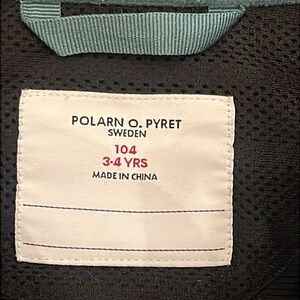 POLARN O. PYRET
SWEDEN
104
3-4 YRS
MADE IN CHINA